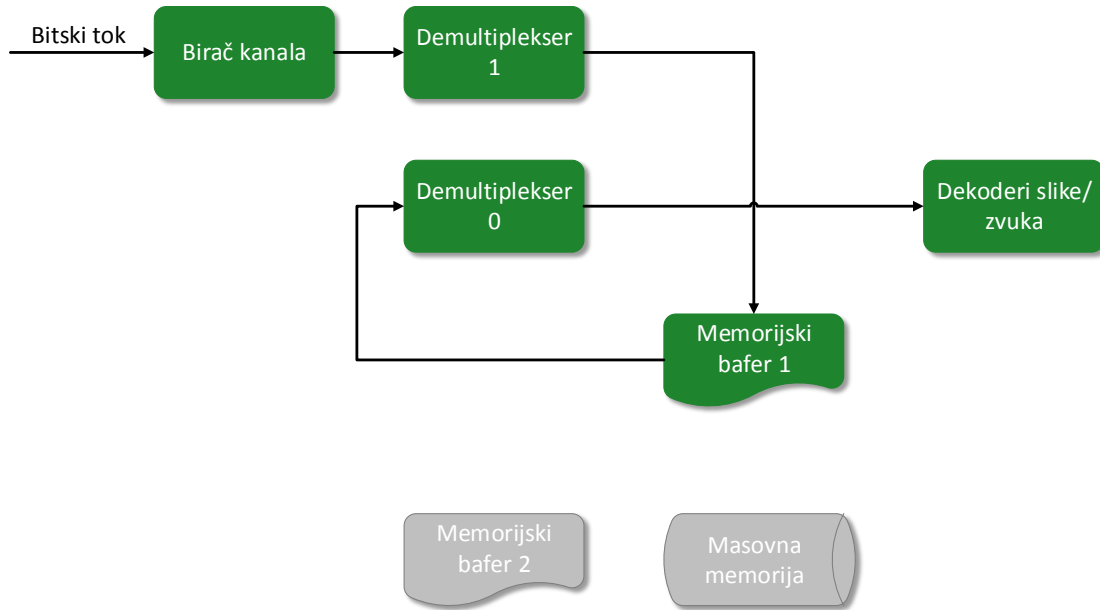 Bitski tok
Birač kanala
Demultiplekser
1
Demultiplekser
0
Dekoderi slike/
zvuka
Memorijski
bafer 1
Memorijski
bafer 2
Masovna
memorija